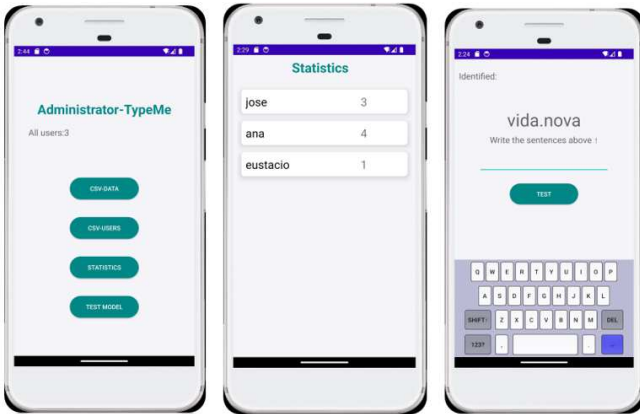 2:44
Administrator-TypeMe
All users:3
CSV-DATA
CSV-USERS
STATISTICS
TEST MODEL
2:29
Statistics
jose 3
ana 4
eustacio 1
2:24
Identified:
vida.nova
Write the sentences above ↑
TEST
Q W E R T Y U I O P
A S D F G H J K L
SHIFT↑ Z X C V B N M DEL
123? , .